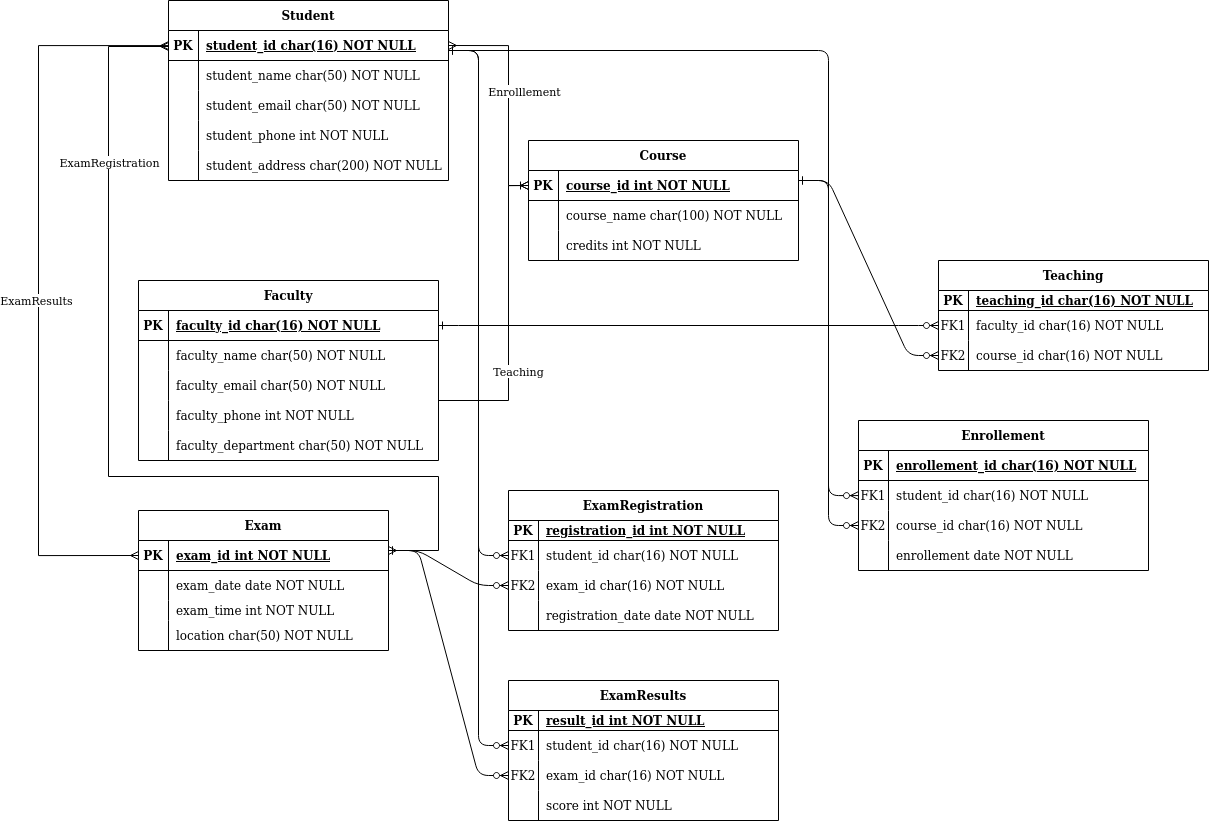 Student
PK student_id char(16) NOT NULL
student_name char(50) NOT NULL
student_email char(50) NOT NULL
student_phone int NOT NULL
student_address char(200) NOT NULL
Enrolllement
ExamRegistration
Course
PK course_id int NOT NULL
course_name char(100) NOT NULL
credits int NOT NULL
ExamResults
Faculty
PK faculty_id char(16) NOT NULL
faculty_name char(50) NOT NULL
faculty_email char(50) NOT NULL
faculty_phone int NOT NULL
faculty_department char(50) NOT NULL
Teaching
Teaching
PK teaching_id char(16) NOT NULL
FK1 faculty_id char(16) NOT NULL
FK2 course_id char(16) NOT NULL
Enrollement
PK enrollement_id char(16) NOT NULL
FK1 student_id char(16) NOT NULL
FK2 course_id char(16) NOT NULL
enrollement date NOT NULL
Exam
PK exam_id int NOT NULL
exam_date date NOT NULL
exam_time int NOT NULL
location char(50) NOT NULL
ExamRegistration
PK registration_id int NOT NULL
FK1 student_id char(16) NOT NULL
FK2 exam_id char(16) NOT NULL
registration_date date NOT NULL
ExamResults
PK result_id int NOT NULL
FK1 student_id char(16) NOT NULL
FK2 exam_id char(16) NOT NULL
score int NOT NULL